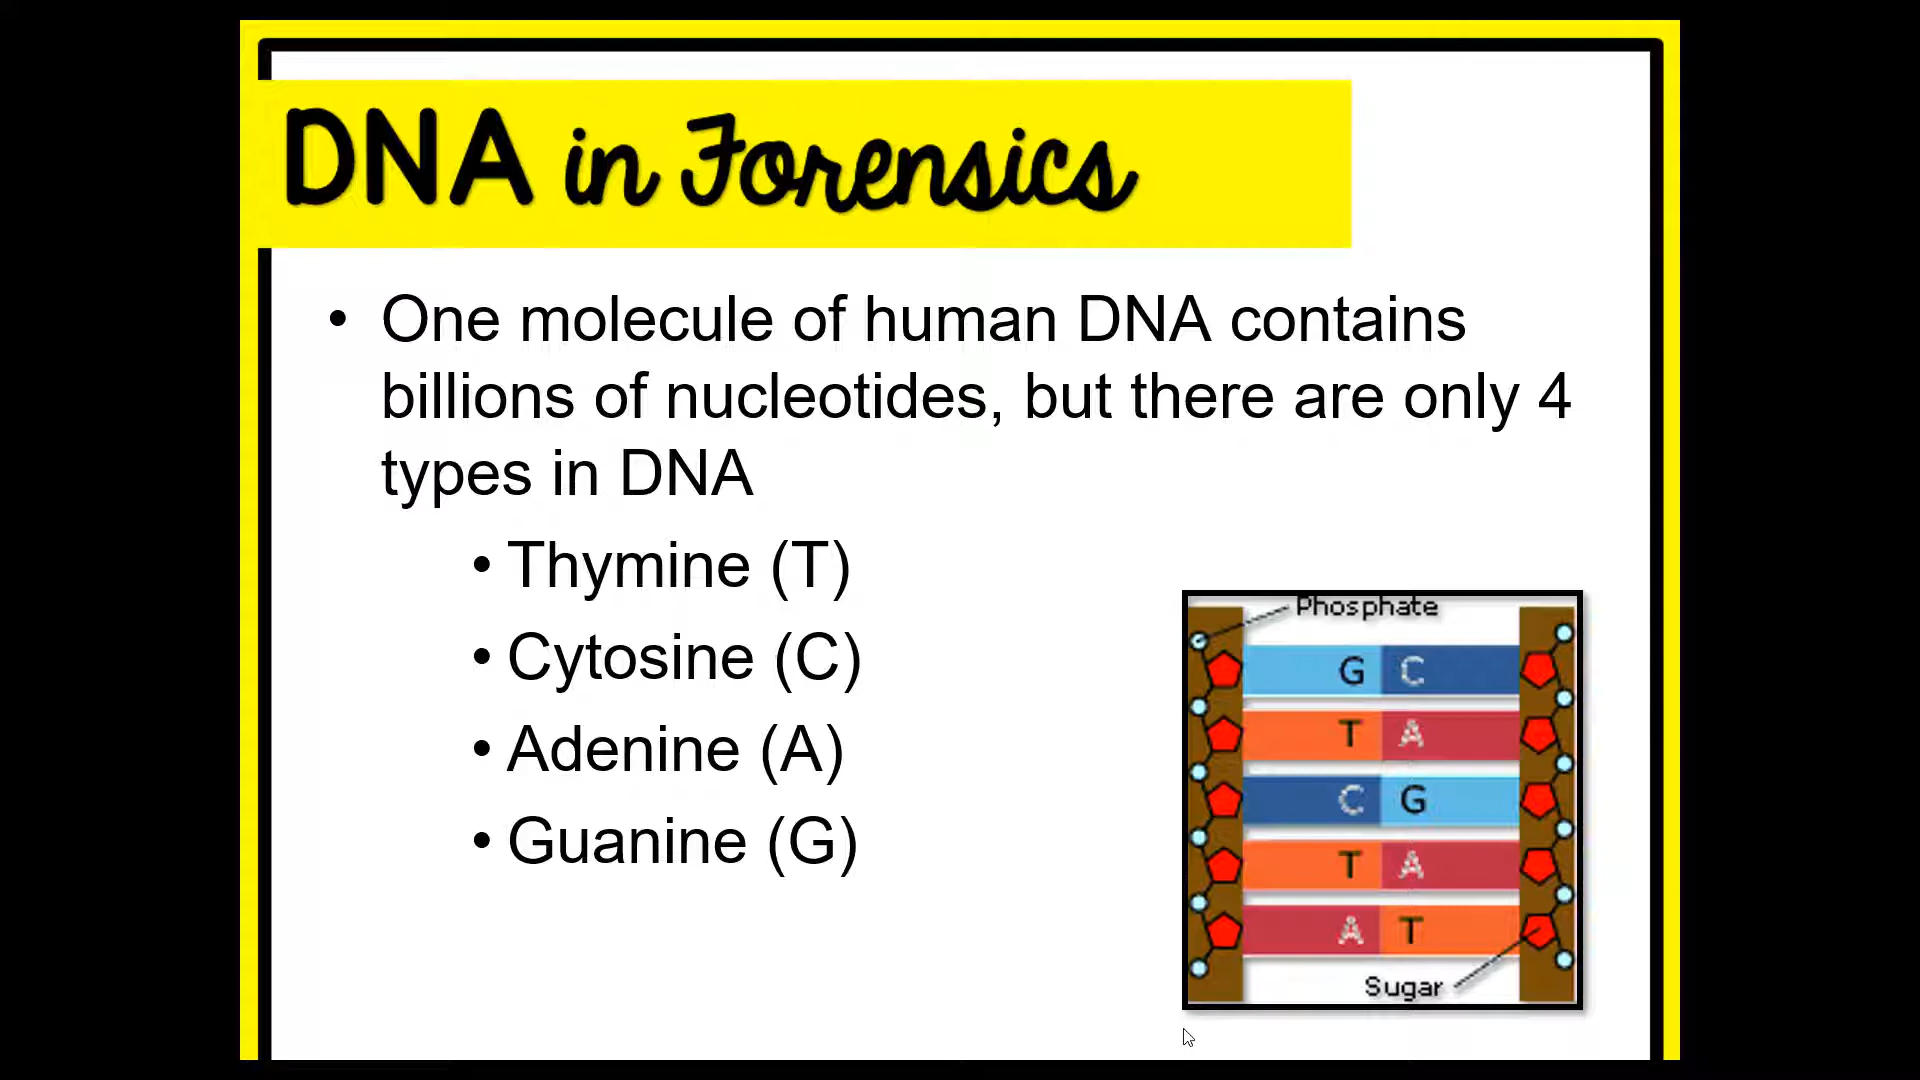 DNA in Forensics
• One molecule of human DNA contains
billions of nucleotides, but there are only 4
types in DNA
• Thymine (T)
• Cytosine (C)
• Adenine (A)
• Guanine (G)
Phosphate
G C
T A
C G
T A
A T
Sugar